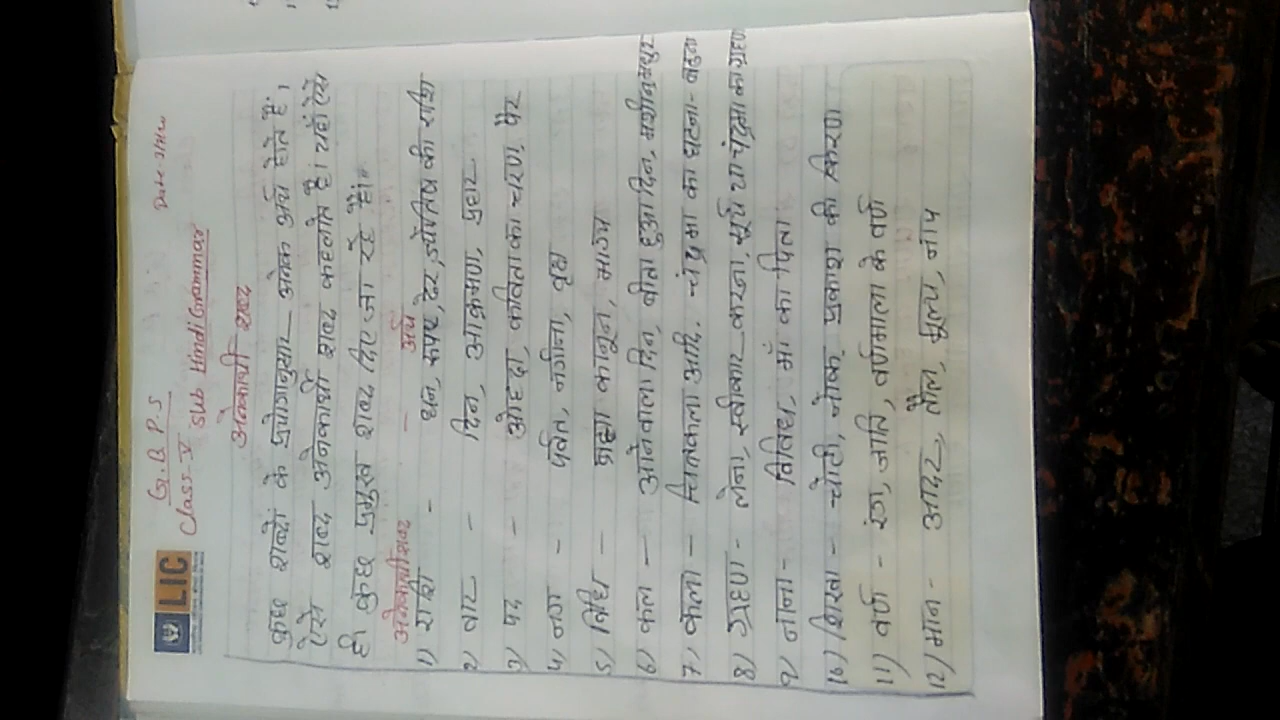 LIC
G.B P.S
Class-V Sub Hindi Grammar
अनेकार्थी शब्द
कुछ शब्दों के प्रयोगानुसार अनेक अर्थ होते हैं,
ऐसे शब्द अनेकार्थी शब्द कहलाते हैं। यहाँ ऐसे
ही कुछ प्रमुख शब्द दिए जा रहे हैं।
अनेकार्थीशब्द - अर्थ
1) राशी - धन, रूपए, ढेर, ज्योतिष की राशि
2) वार - दिन, आक्रमण, प्रहार
3) पद - ओहदा, कविता का चरण, पैर
4) नग - पर्वत, नगीना, वृक्ष
5) विधि - ब्रह्मा कानून, भाग्य
6) कल - आनेवाला दिन, बीता हुआ दिन, मशीन, मधुर
7) कला - चित्रकला आदि, चंद्रमा का घटना-बढ़ना
8) ग्रहण - लेना, स्वीकार करना, सूर्य या चंद्रमा का ग्रहण
9) नाना - विविध, माँ का पिता
10) शिखा - चोटी, नोक, प्रकाश की किरण
11) वर्ण - रंग, जाति, वर्णमाला के वर्ण
12) मान - आदर, तौल, मूल्य, नाप